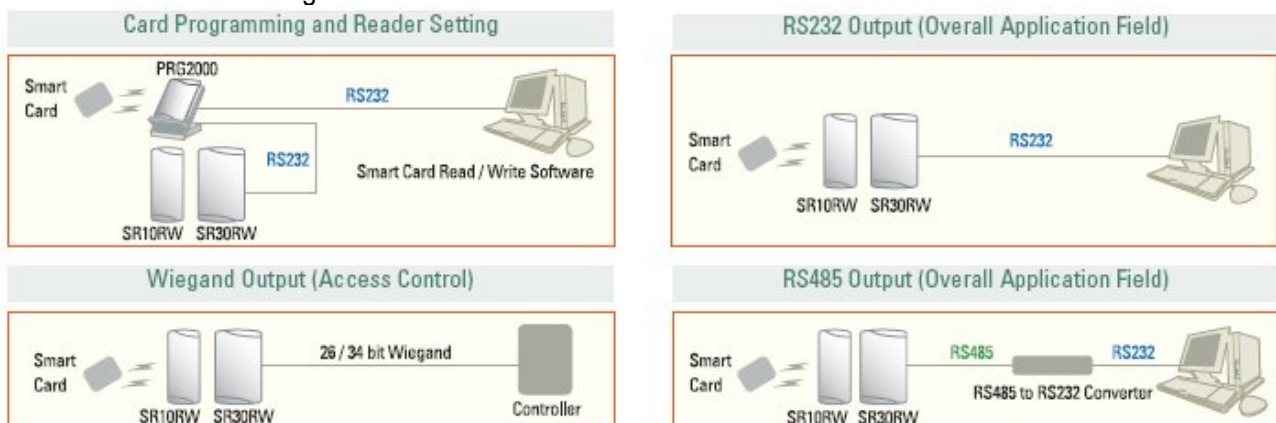 Card Programming and Reader Setting
PRG2000
Smart
Card
RS232
RS232
Smart Card Read / Write Software
SR10RW SR30RW
RS232 Output (Overall Application Field)
Smart
Card
RS232
SR10RW SR30RW
Wiegand Output (Access Control)
Smart
Card
26 / 34 bit Wiegand
Controller
SR10RW SR30RW
RS485 Output (Overall Application Field)
Smart
Card
RS485
RS232
RS485 to RS232 Converter
SR10RW SR30RW